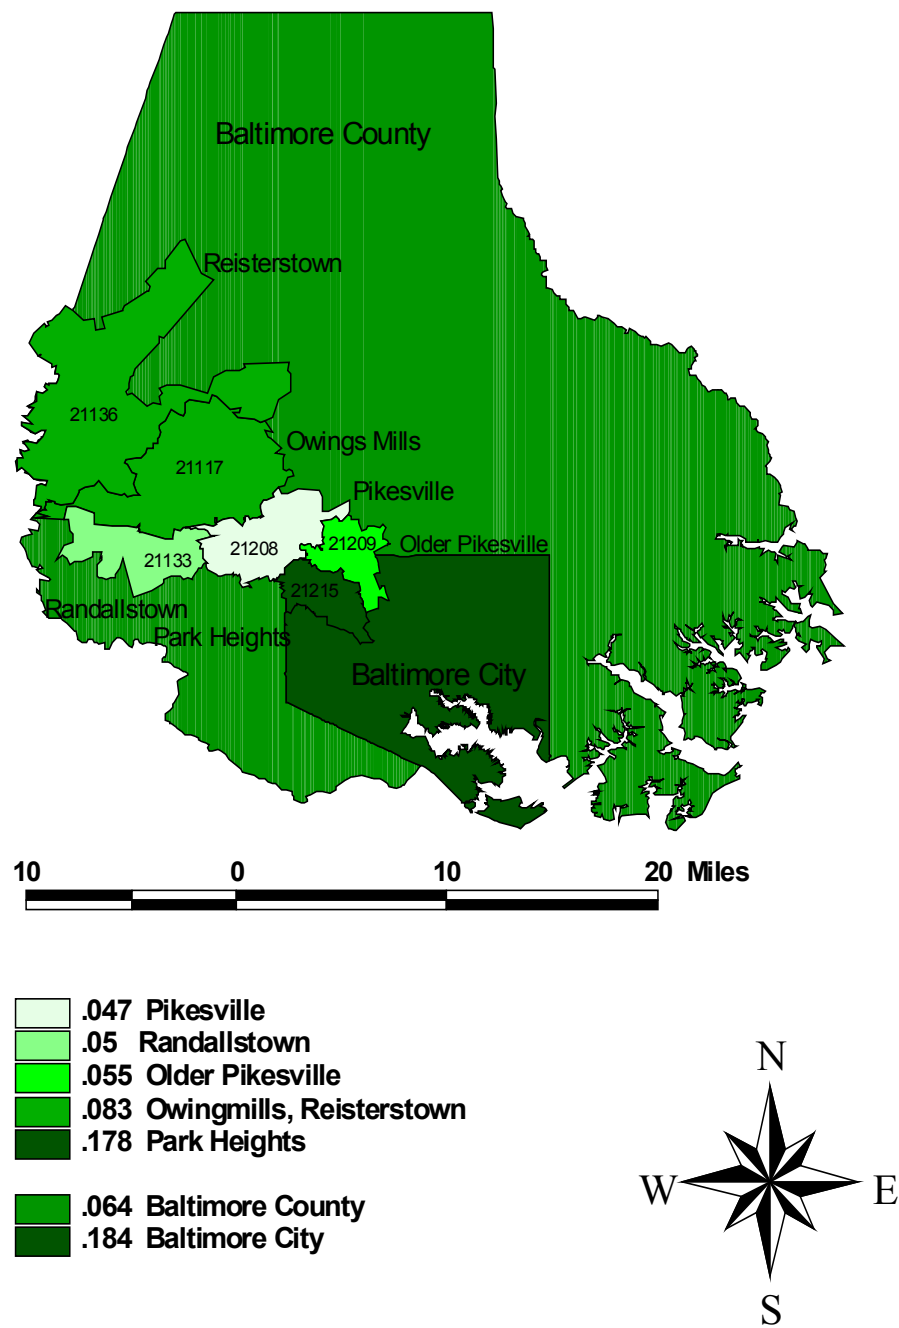 Baltimore County
Reisterstown
21136
Owings Mills
21117
Pikesville
21209
Older Pikesville
21208
21133
21215
Randallstown
Park Heights
Baltimore City
10 0 10 20 Miles
.047 Pikesville
.05 Randallstown
.055 Older Pikesville
.083 Owingmills, Reisterstown
.178 Park Heights
.064 Baltimore County
.184 Baltimore City
N
W E
S